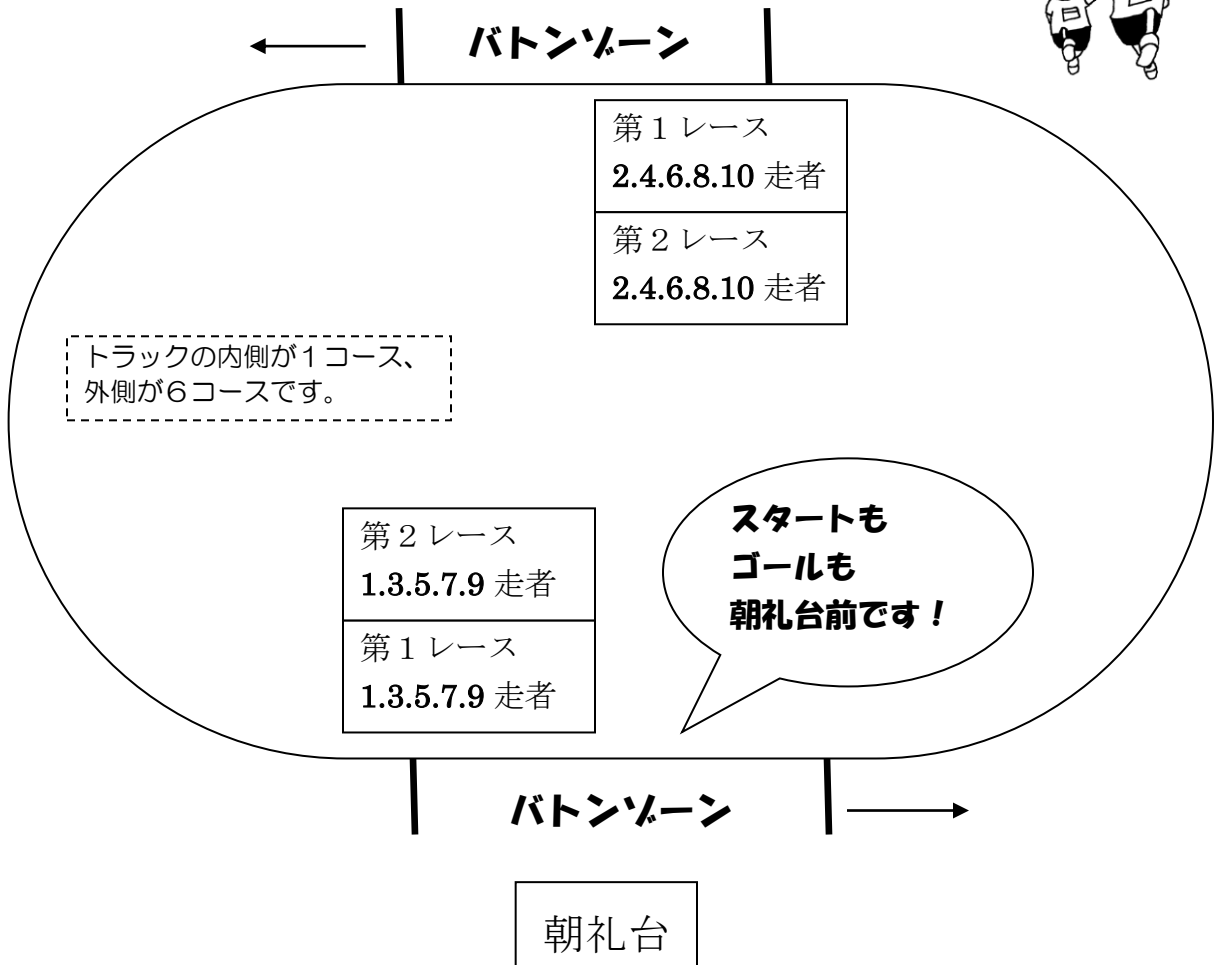 バトンゾーン
第１レース
2.4.6.8.10 走者
第２レース
2.4.6.8.10 走者
トラックの内側が１コース、
外側が６コースです。
スタートも
ゴールも
朝礼台前です！
第２レース
1.3.5.7.9 走者
第１レース
1.3.5.7.9 走者
バトンゾーン
朝礼台